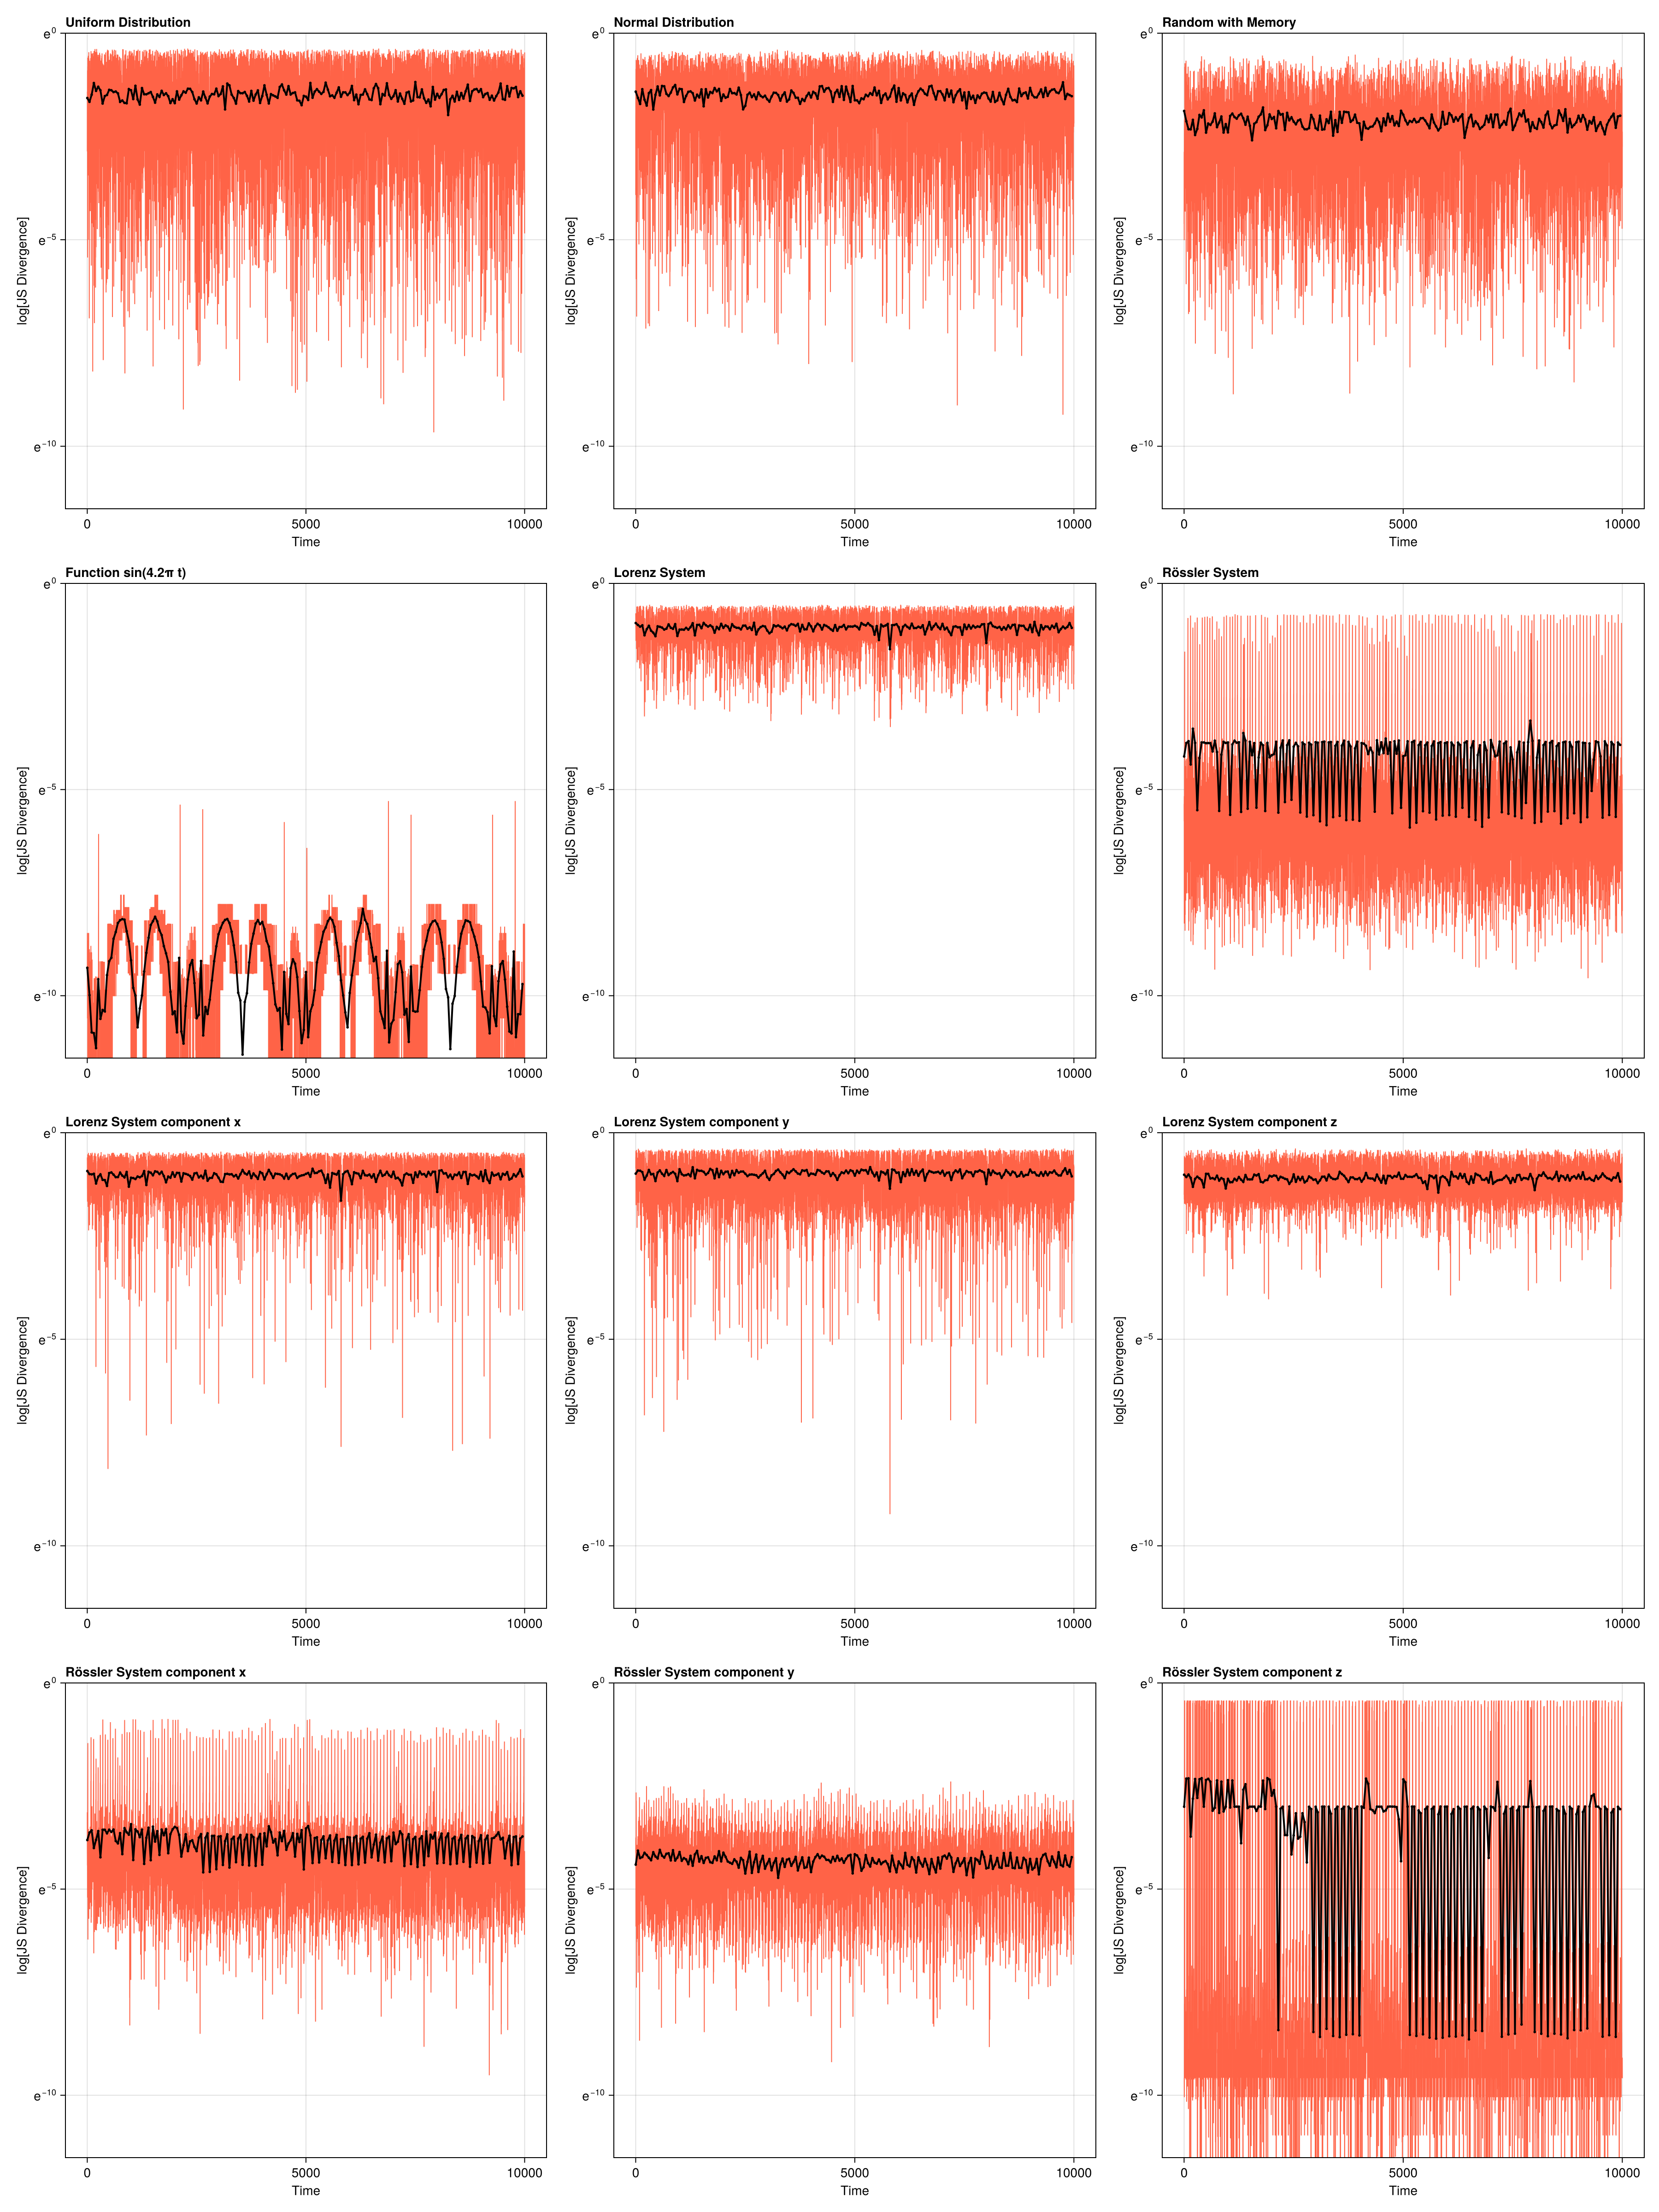 Uniform Distribution
Normal Distribution
Random with Memory
e⁰
e⁻⁵
e⁻¹⁰
log[JS Divergence]
0 5000 10000
Time
e⁰
e⁻⁵
e⁻¹⁰
log[JS Divergence]
0 5000 10000
Time
e⁰
e⁻⁵
e⁻¹⁰
log[JS Divergence]
0 5000 10000
Time
Function sin(4.2π t)
Lorenz System
Rössler System
e⁰
e⁻⁵
e⁻¹⁰
log[JS Divergence]
0 5000 10000
Time
e⁰
e⁻⁵
e⁻¹⁰
log[JS Divergence]
0 5000 10000
Time
e⁰
e⁻⁵
e⁻¹⁰
log[JS Divergence]
0 5000 10000
Time
Lorenz System component x
Lorenz System component y
Lorenz System component z
e⁰
e⁻⁵
e⁻¹⁰
log[JS Divergence]
0 5000 10000
Time
e⁰
e⁻⁵
e⁻¹⁰
log[JS Divergence]
0 5000 10000
Time
e⁰
e⁻⁵
e⁻¹⁰
log[JS Divergence]
0 5000 10000
Time
Rössler System component x
Rössler System component y
Rössler System component z
e⁰
e⁻⁵
e⁻¹⁰
log[JS Divergence]
0 5000 10000
Time
e⁰
e⁻⁵
e⁻¹⁰
log[JS Divergence]
0 5000 10000
Time
e⁰
e⁻⁵
e⁻¹⁰
log[JS Divergence]
0 5000 10000
Time